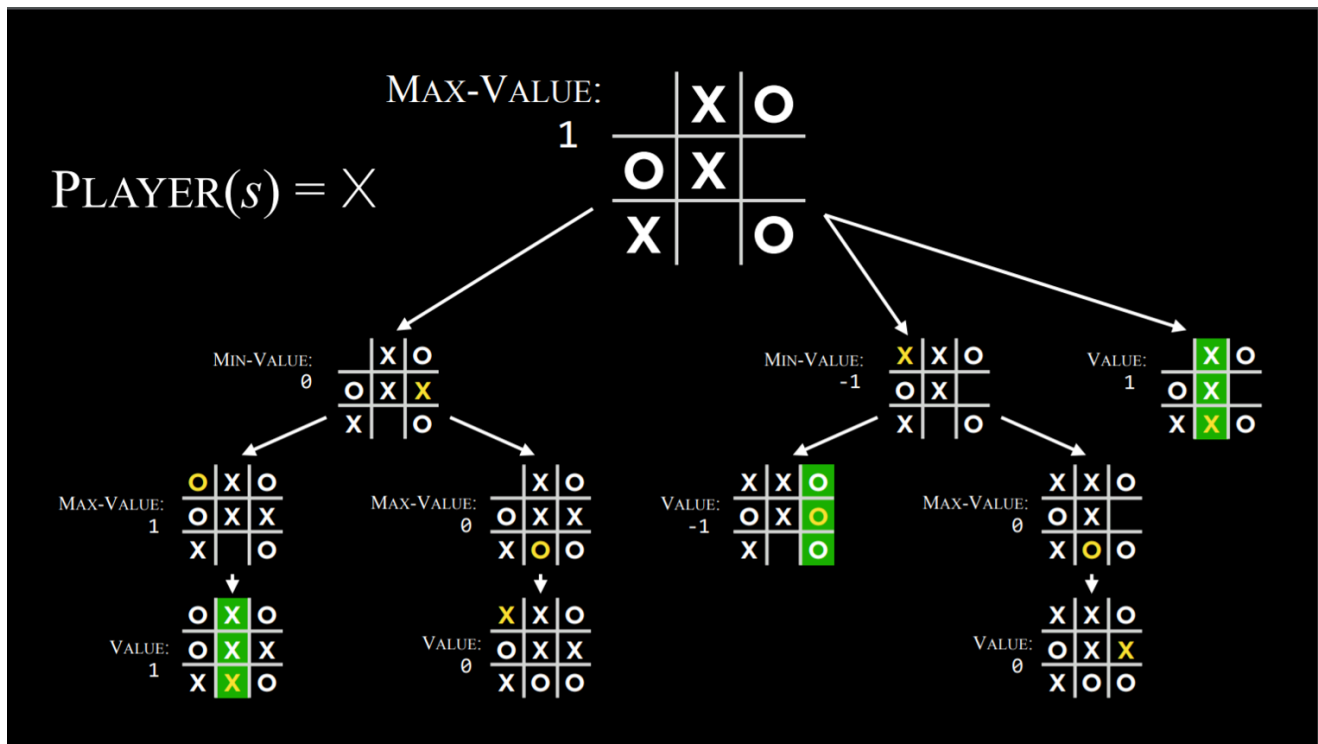 MAX-VALUE:
1
X O
O X
X O
PLAYER(s) = X
MIN-VALUE:
0
X O
O X X
X O
MIN-VALUE:
-1
X X O
O X
X O
VALUE:
1
X O
O X
X X O
MAX-VALUE:
1
O X O
O X X
X O
MAX-VALUE:
0
X O
O X X
X O O
VALUE:
-1
X X O
O X O
X O
MAX-VALUE:
0
X X O
O X
X O O
VALUE:
1
O X O
O X X
X X O
VALUE:
0
X X O
O X X
X O O
VALUE:
0
X X O
O X X
X O O